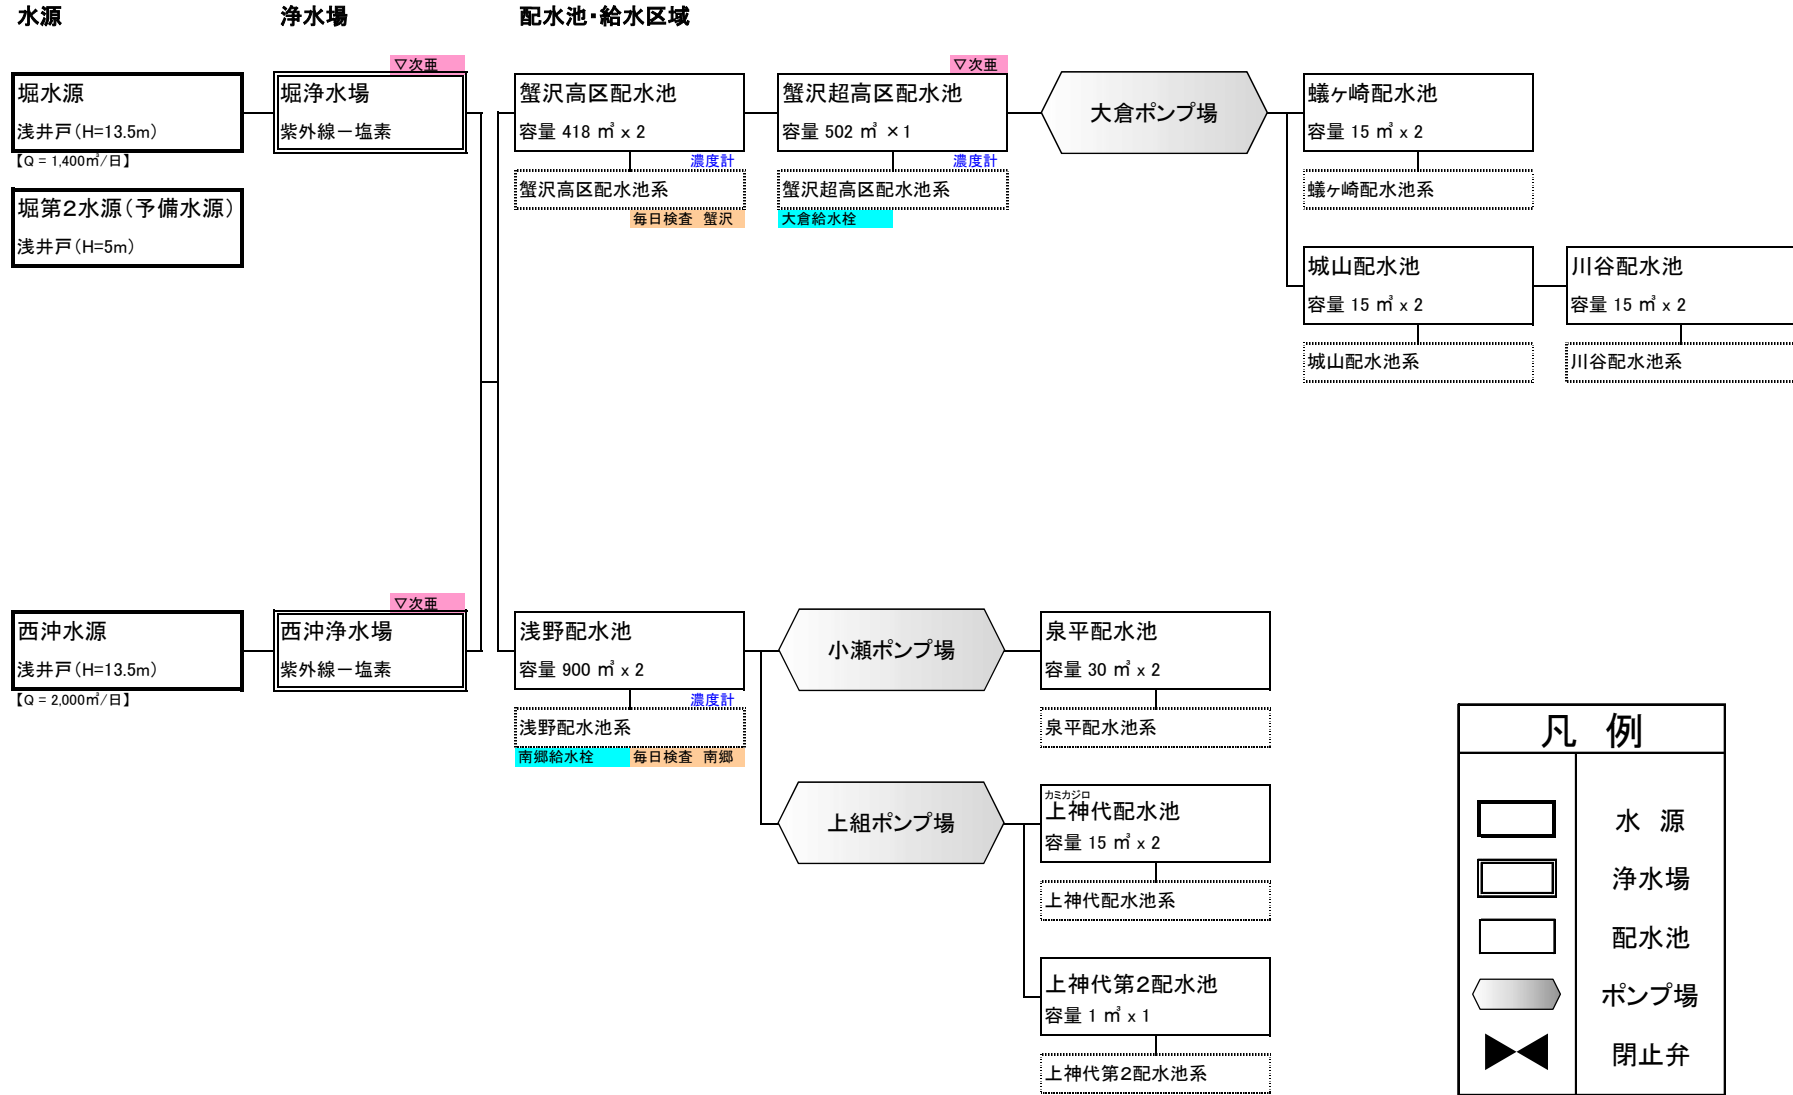 水源
浄水場
配水池・給水区域
▽次亜
堀水源
浅井戸(H=13.5m)
【Q = 1,400㎥/日】
堀浄水場
紫外線－塩素
蟹沢高区配水池
容量 418 ㎥ x 2
濃度計
蟹沢高区配水池系
毎日検査 蟹沢
▽次亜
蟹沢超高区配水池
容量 502 ㎥ ×1
濃度計
蟹沢超高区配水池系
大倉給水栓
大倉ポンプ場
蟻ヶ崎配水池
容量 15 ㎥ x 2
蟻ヶ崎配水池系
堀第2水源(予備水源)
浅井戸(H=5m)
城山配水池
容量 15 ㎥ x 2
城山配水池系
川谷配水池
容量 15 ㎥ x 2
川谷配水池系
▽次亜
西沖水源
浅井戸(H=13.5m)
【Q = 2,000㎥/日】
西沖浄水場
紫外線－塩素
浅野配水池
容量 900 ㎥ x 2
濃度計
浅野配水池系
南郷給水栓
毎日検査 南郷
小瀬ポンプ場
泉平配水池
容量 30 ㎥ x 2
泉平配水池系
上組ポンプ場
カミカジロ
上神代配水池
容量 15 ㎥ x 2
上神代配水池系
上神代第2配水池
容量 1 ㎥ x 1
上神代第2配水池系
凡 例
水 源
浄水場
配水池
ポンプ場
閉止弁